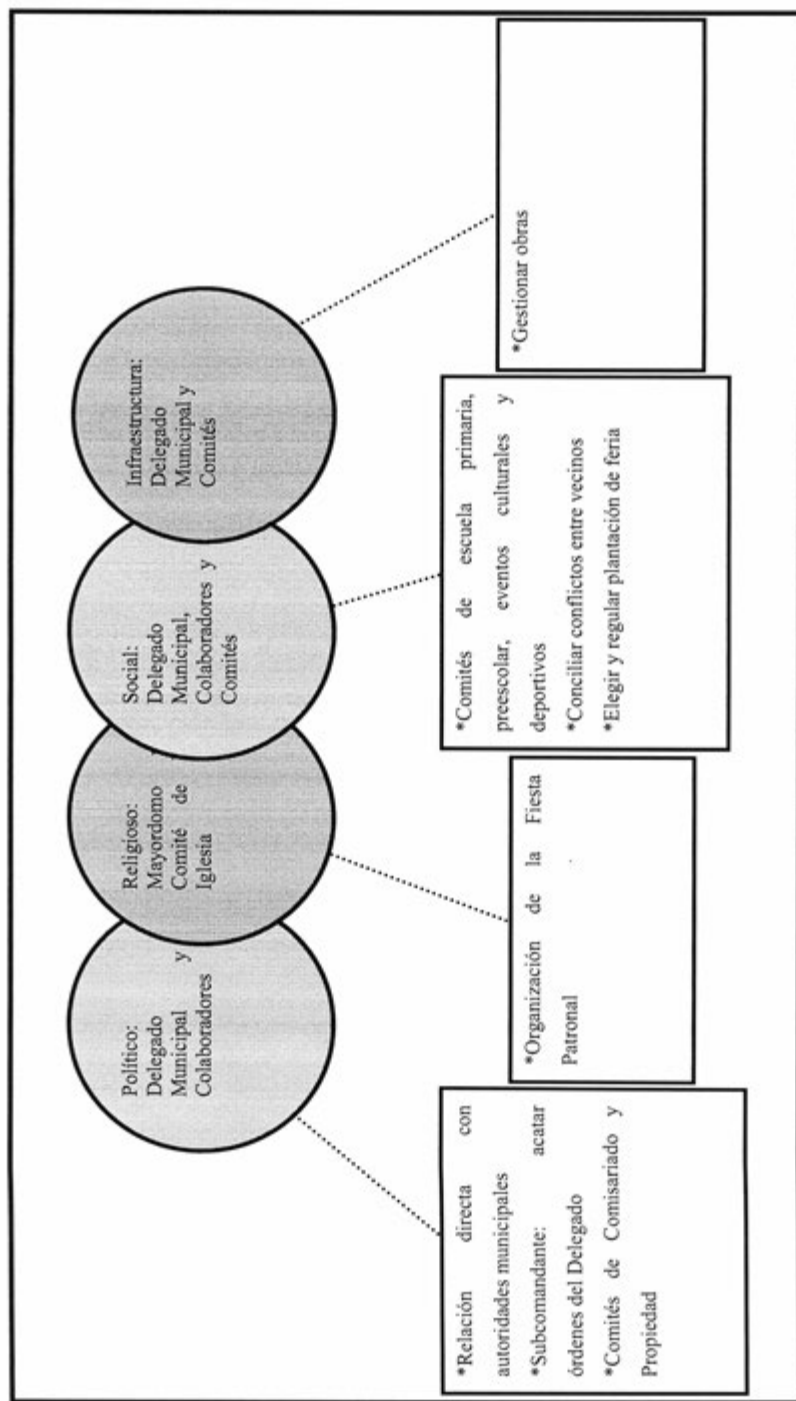 Político:
Delegado
Municipal y
Colaboradores
Religioso:
Mayordomo
Comité de
Iglesia
Social:
Delegado
Municipal,
Colaboradores y
Comités
Infraestructura:
Delegado
Municipal y
Comités
*Relación directa con
autoridades municipales
*Subcomandante: acatar
órdenes del Delegado
*Comités de Comisariado y
Propiedad
*Organización de la Fiesta
Patronal
*Comités de escuela primaria,
preescolar, eventos culturales y
deportivos
*Conciliar conflictos entre vecinos
*Elegir y regular plantación de feria
*Gestionar obras